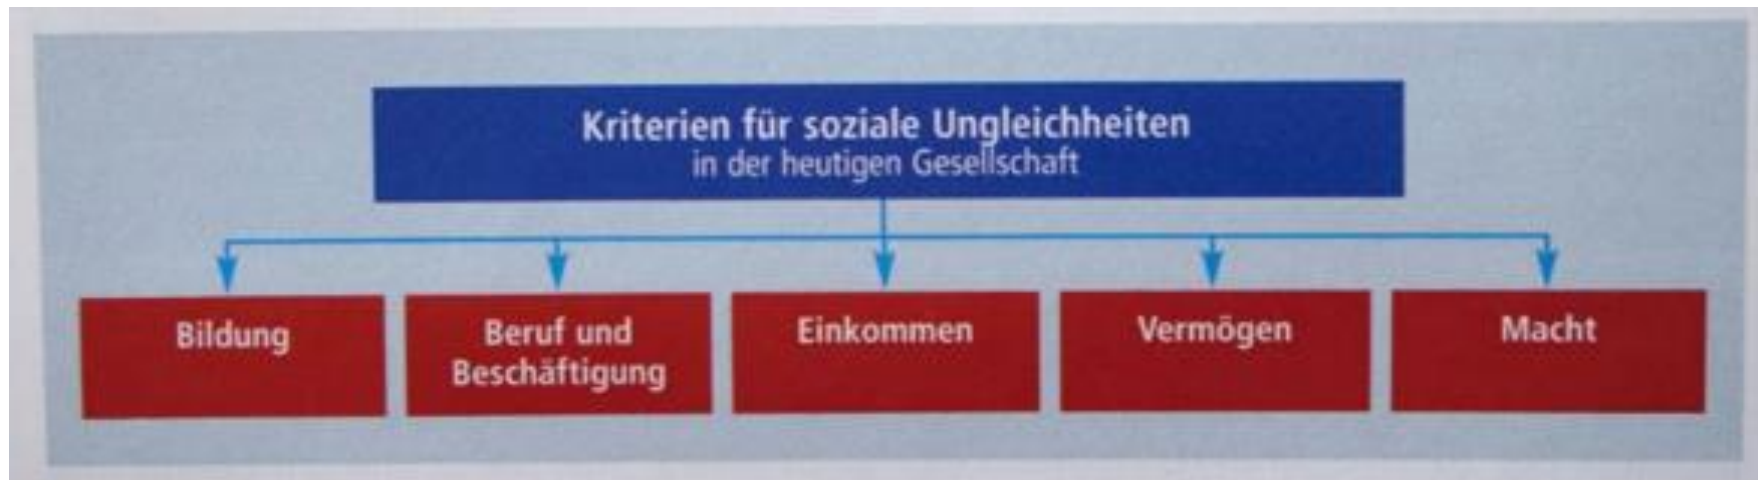 Kriterien für soziale Ungleichheiten
in der heutigen Gesellschaft
Bildung
Beruf und
Beschäftigung
Einkommen
Vermögen
Macht